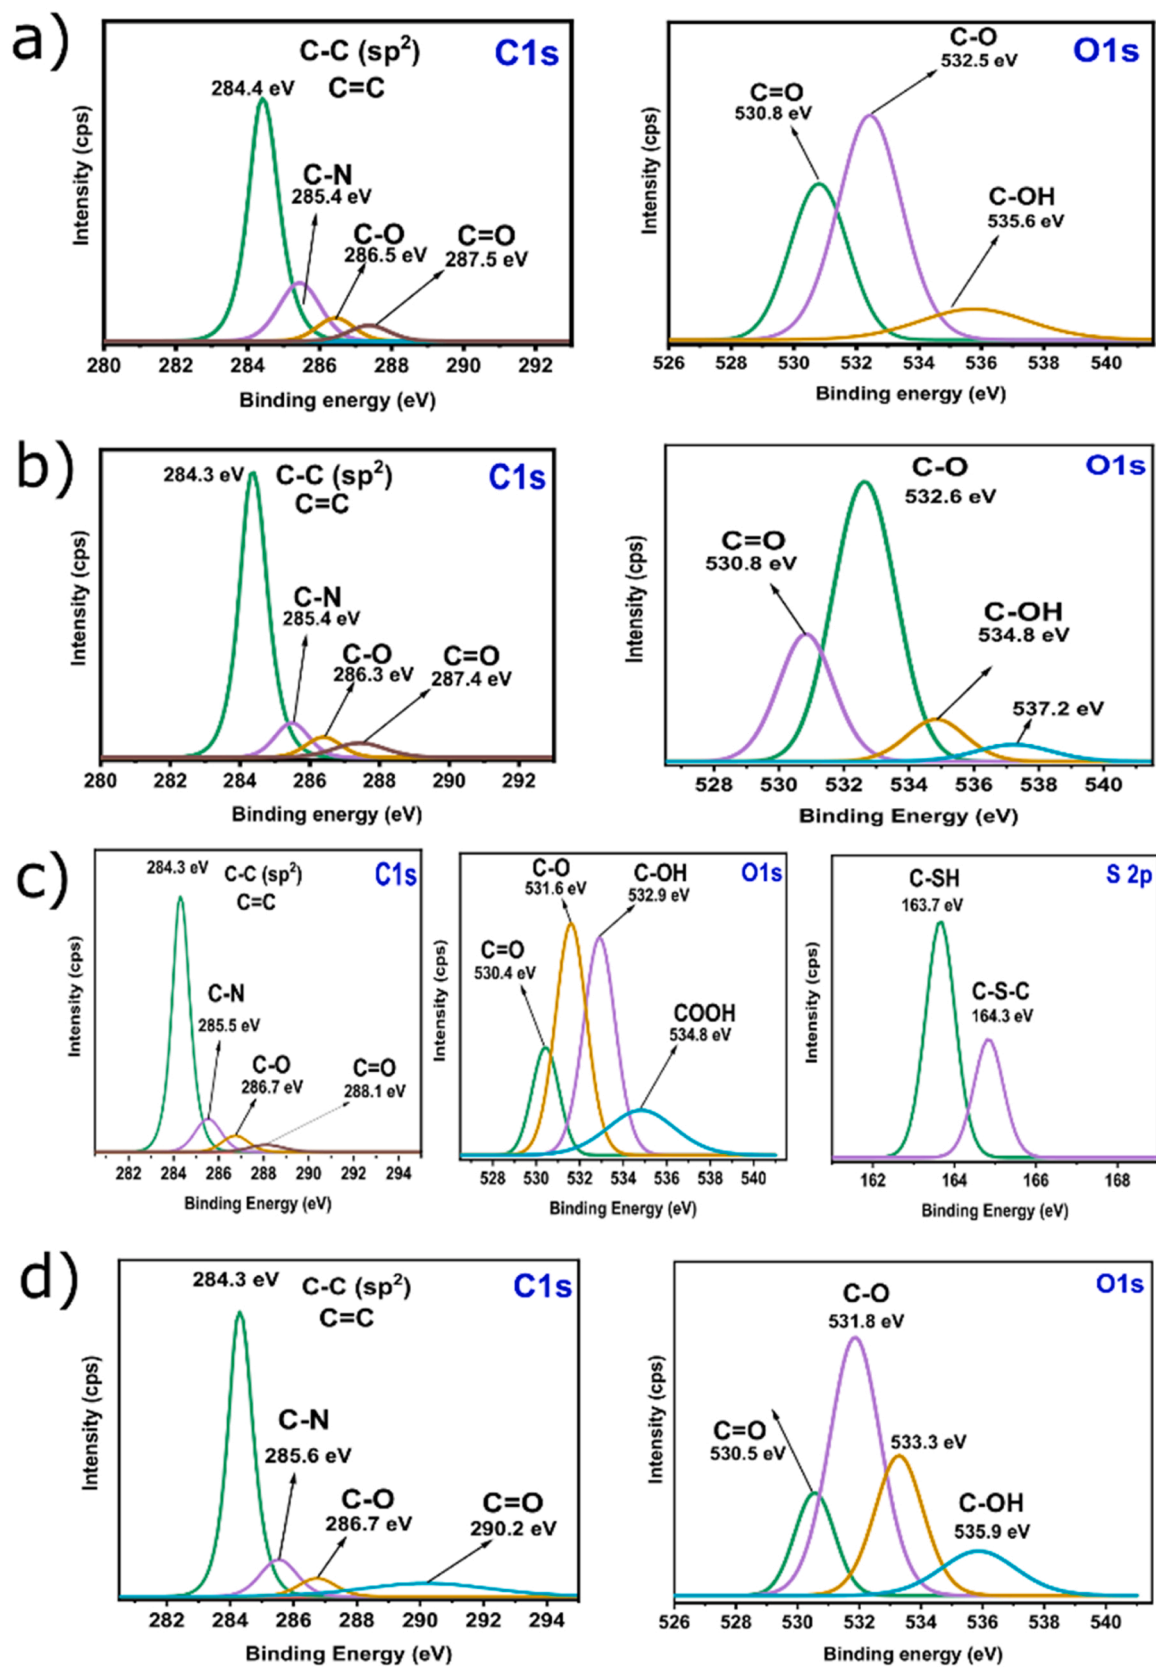 a)
C-C (sp²)
C=C
C1s
284.4 eV
C-N
285.4 eV
C-O
286.5 eV
C=O
287.5 eV
Intensity (cps)
280 282 284 286 288 290 292
Binding energy (eV)
O1s
C-O
532.5 eV
C=O
530.8 eV
C-OH
535.6 eV
Intensity (cps)
526 528 530 532 534 536 538 540
Binding energy (eV)
b)
284.3 eV
C-C (sp²)
C=C
C1s
C-N
285.4 eV
C-O
286.3 eV
C=O
287.4 eV
Intensity (cps)
280 282 284 286 288 290 292
Binding energy (eV)
C-O
532.6 eV
O1s
C=O
530.8 eV
C-OH
534.8 eV
537.2 eV
Intensity (cps)
528 530 532 534 536 538 540
Binding Energy (eV)
c)
284.3 eV
C-C (sp²)
C=C
C1s
C-N
285.5 eV
C-O
286.7 eV
C=O
288.1 eV
Intensity (cps)
282 284 286 288 290 292 294
Binding Energy (eV)
C-O
531.6 eV
C-OH
532.9 eV
O1s
C=O
530.4 eV
COOH
534.8 eV
Intensity (cps)
528 530 532 534 536 538 540
Binding Energy (eV)
C-SH
163.7 eV
S 2p
C-S-C
164.3 eV
Intensity (cps)
162 164 166 168
Binding Energy (eV)
d)
284.3 eV
C-C (sp²)
C=C
C1s
C-N
285.6 eV
C-O
286.7 eV
C=O
290.2 eV
Intensity (cps)
282 284 286 288 290 292 294
Binding Energy (eV)
C-O
531.8 eV
O1s
C=O
530.5 eV
533.3 eV
C-OH
535.9 eV
Intensity (cps)
526 528 530 532 534 536 538 540
Binding energy (eV)